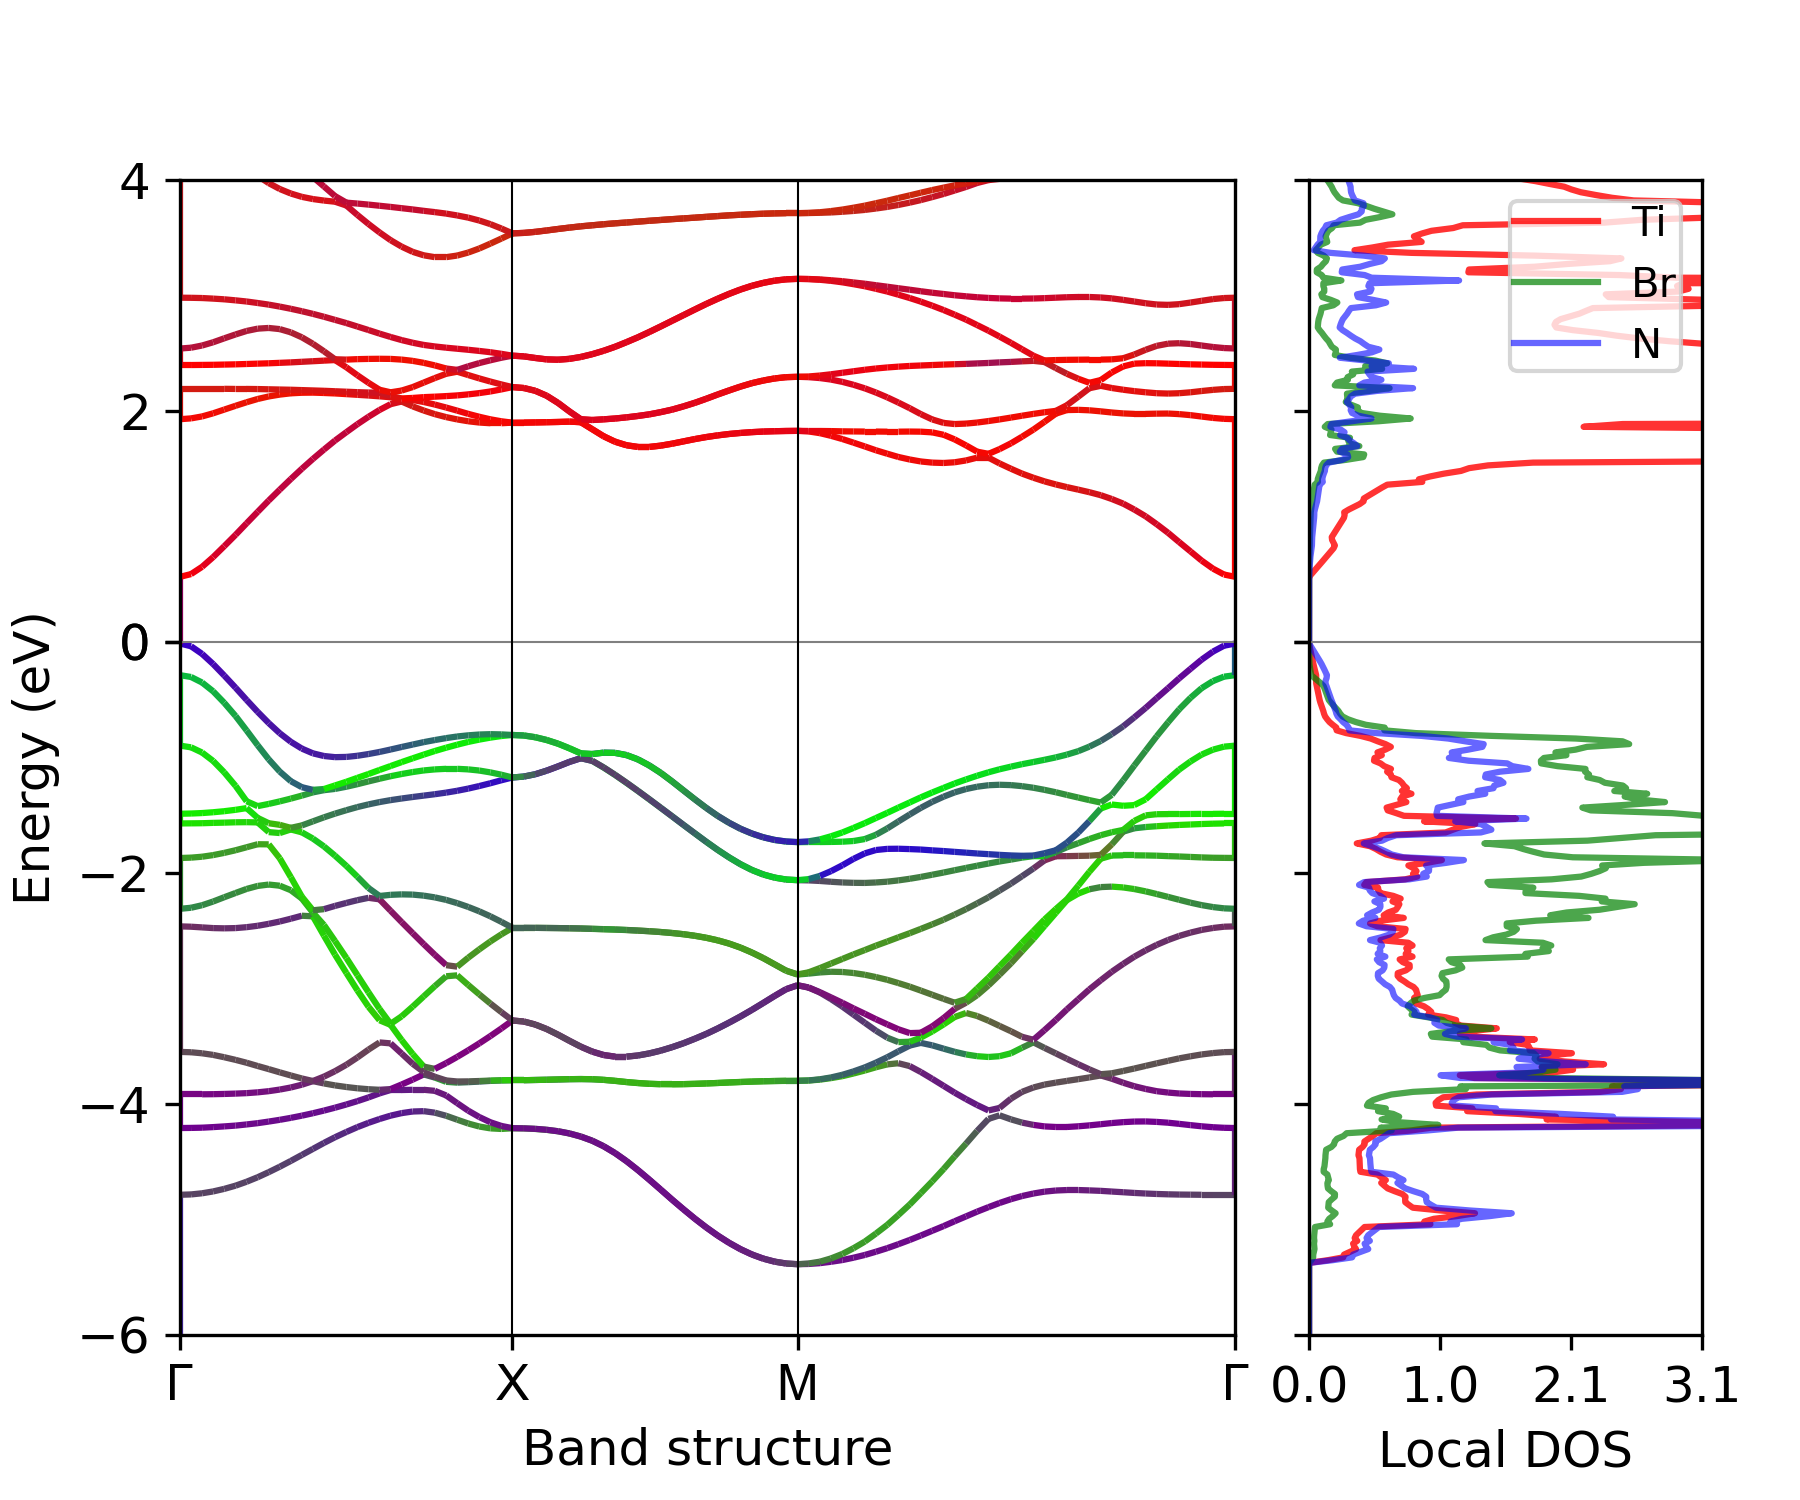 4
2
0
−2
−4
−6
Energy (eV)
Γ
X
M
Γ
Band structure
Ti
Br
N
0.0
1.0
2.1
3.1
Local DOS